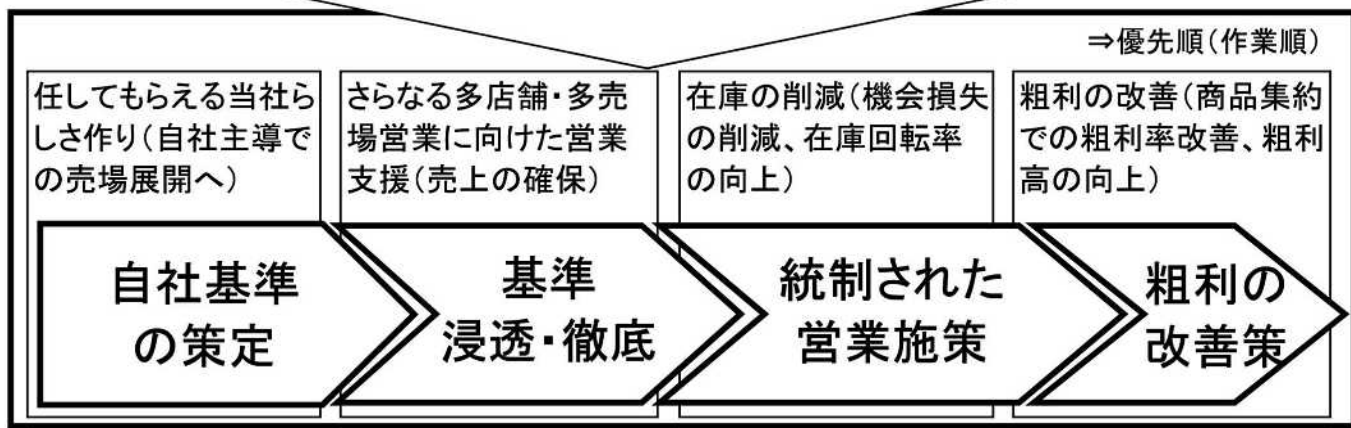 ⇒優先順(作業順)
任してもらえる当社ら
しさ作り(自社主導で
の売場展開へ)
さらなる多店舗・多売
場営業に向けた営業
支援(売上の確保)
在庫の削減(機会損失
の削減、在庫回転率
の向上)
粗利の改善(商品集約
での粗利率改善、粗利
高の向上)
自社基準
の策定
基準
浸透・徹底
統制された
営業施策
粗利の
改善策